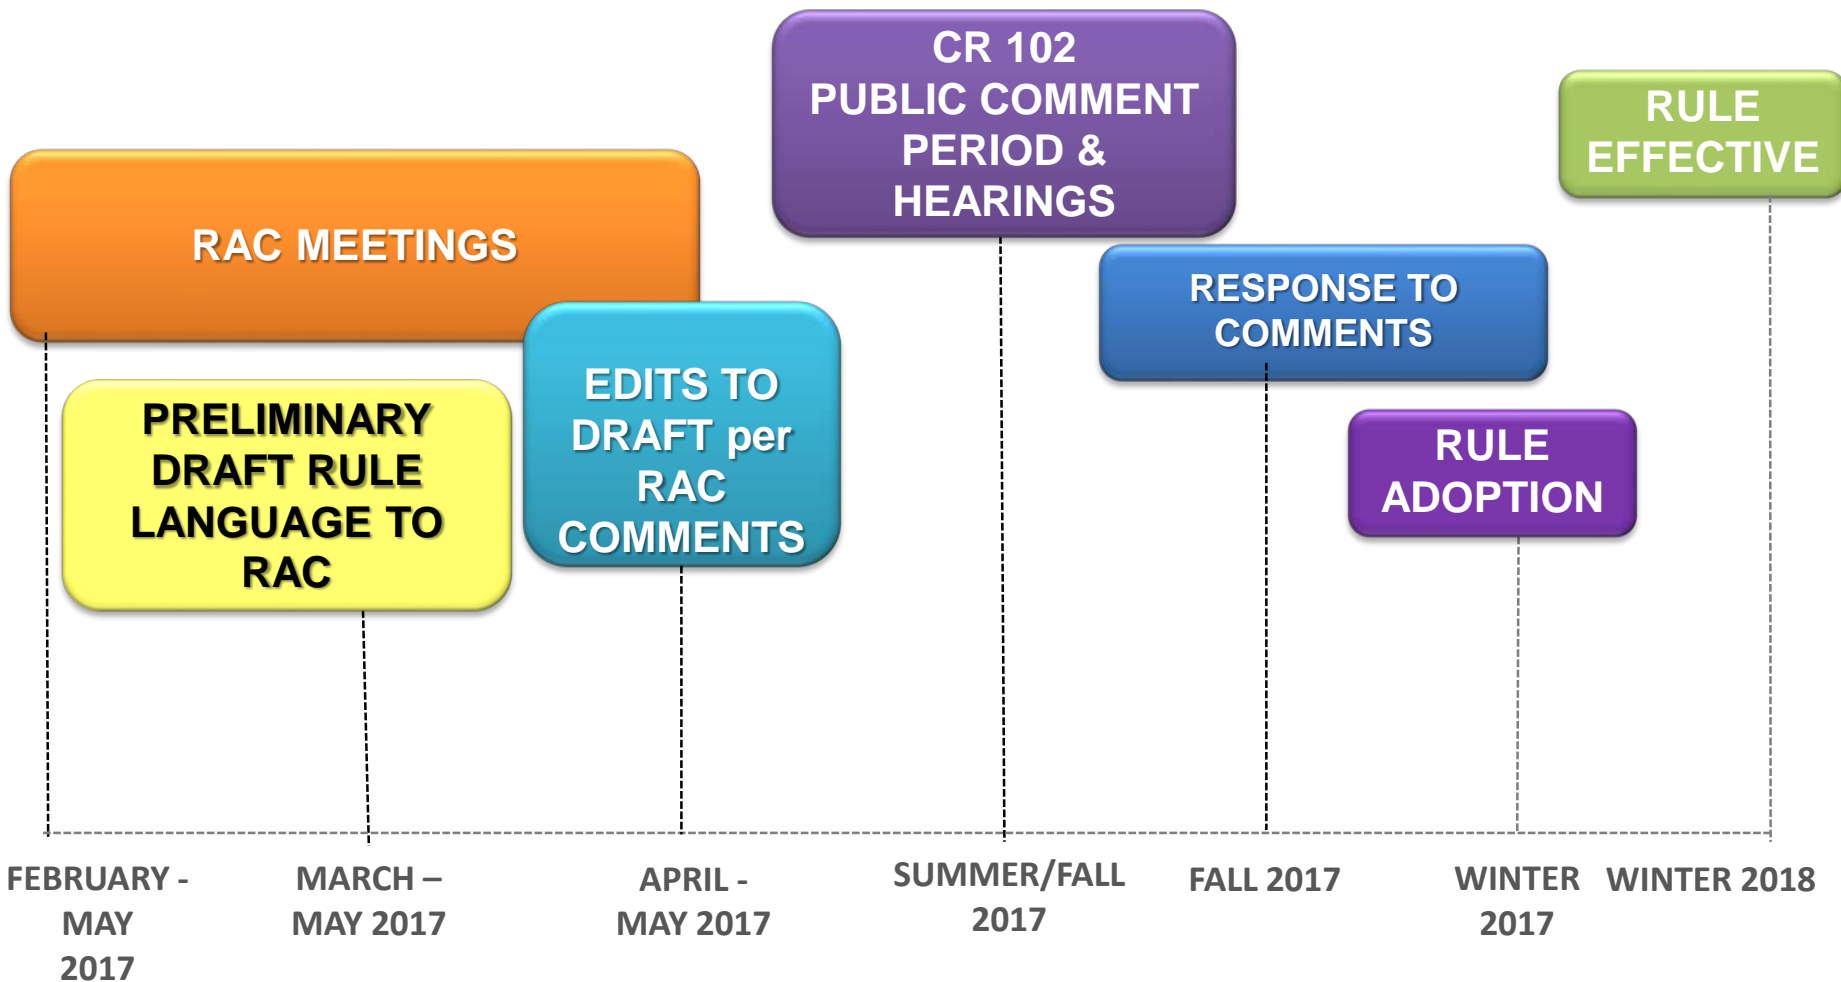 CR 102
PUBLIC COMMENT
PERIOD &
HEARINGS
RULE
EFFECTIVE
RAC MEETINGS
RESPONSE TO
COMMENTS
EDITS TO
DRAFT per
RAC
COMMENTS
PRELIMINARY
DRAFT RULE
LANGUAGE TO
RAC
RULE
ADOPTION
FEBRUARY -
MAY
2017
MARCH –
MAY 2017
APRIL -
MAY 2017
SUMMER/FALL
2017
FALL 2017
WINTER
2017
WINTER 2018